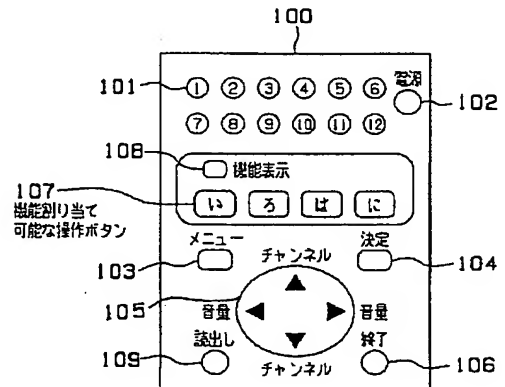 100
101
① ② ③ ④ ⑤ ⑥
電源
102
⑦ ⑧ ⑨ ⑩ ⑪ ⑫
108
機能表示
107
機能割り当て
可能な操作ボタン
い ろ は に
メニュー
103
チャンネル
決定
104
105
音量
音量
読出し
109
チャンネル
終了
106